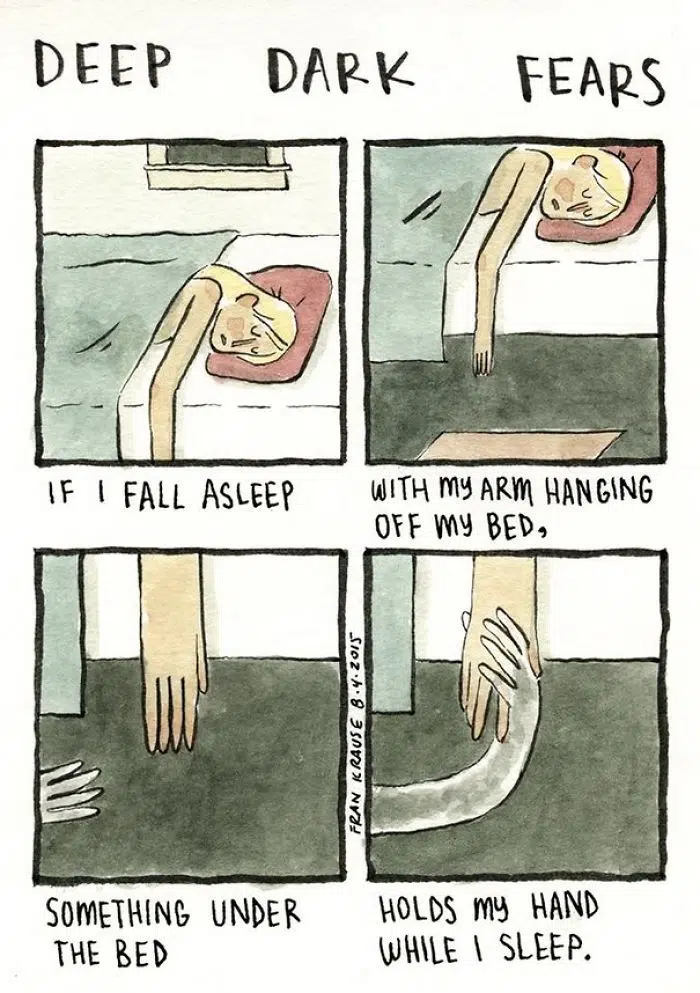 DEEP DARK FEARS
IF I FALL ASLEEP
WITH MY ARM HANGING
OFF MY BED,
FRAN KRAUSE 8.4.2015
SOMETHING UNDER
THE BED
HOLDS MY HAND
WHILE I SLEEP.